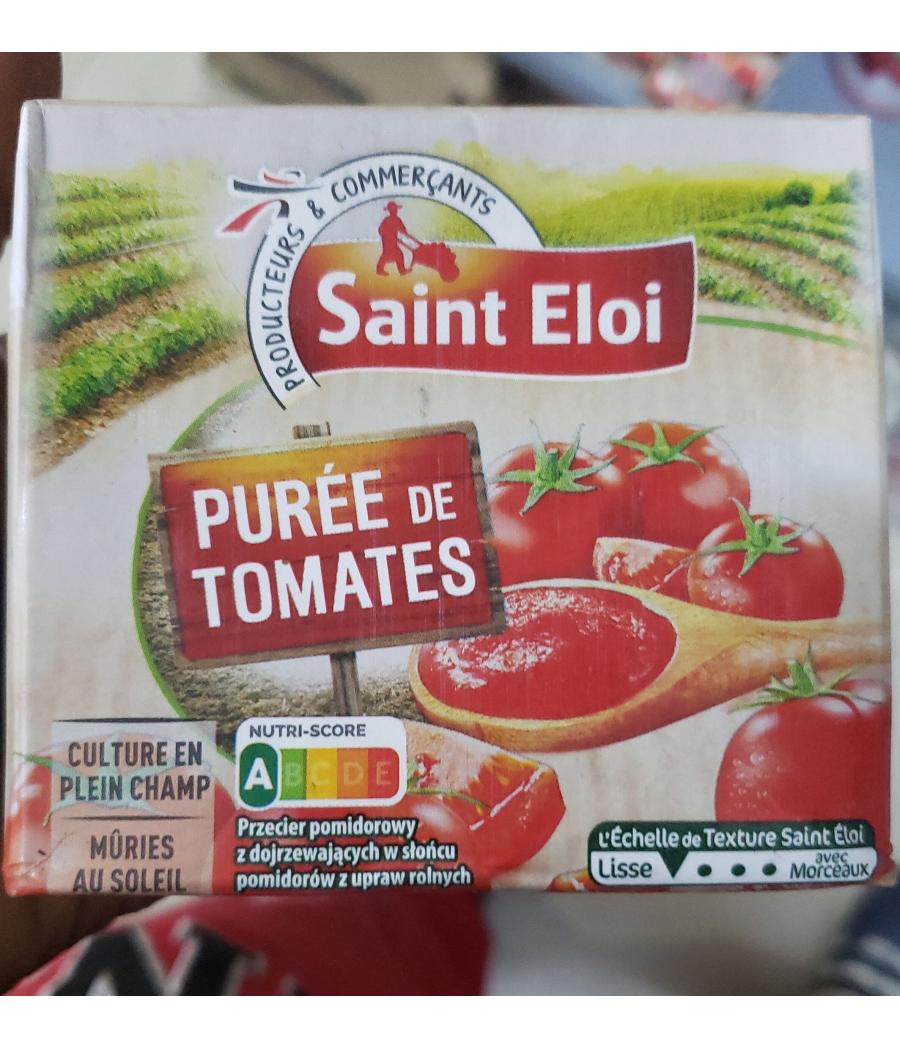 PRODUCTEURS & COMMERÇANTS
Saint Eloi
PURÉE DE
TOMATES
CULTURE EN
PLEIN CHAMP
MÛRIES
AU SOLEIL
NUTRI-SCORE
A B C D E
Przecier pomidorowy
z dojrzewających w słońcu
pomidorów z upraw rolnych
L'Échelle de Texture Saint Éloi
Lisse
avec
Morceaux